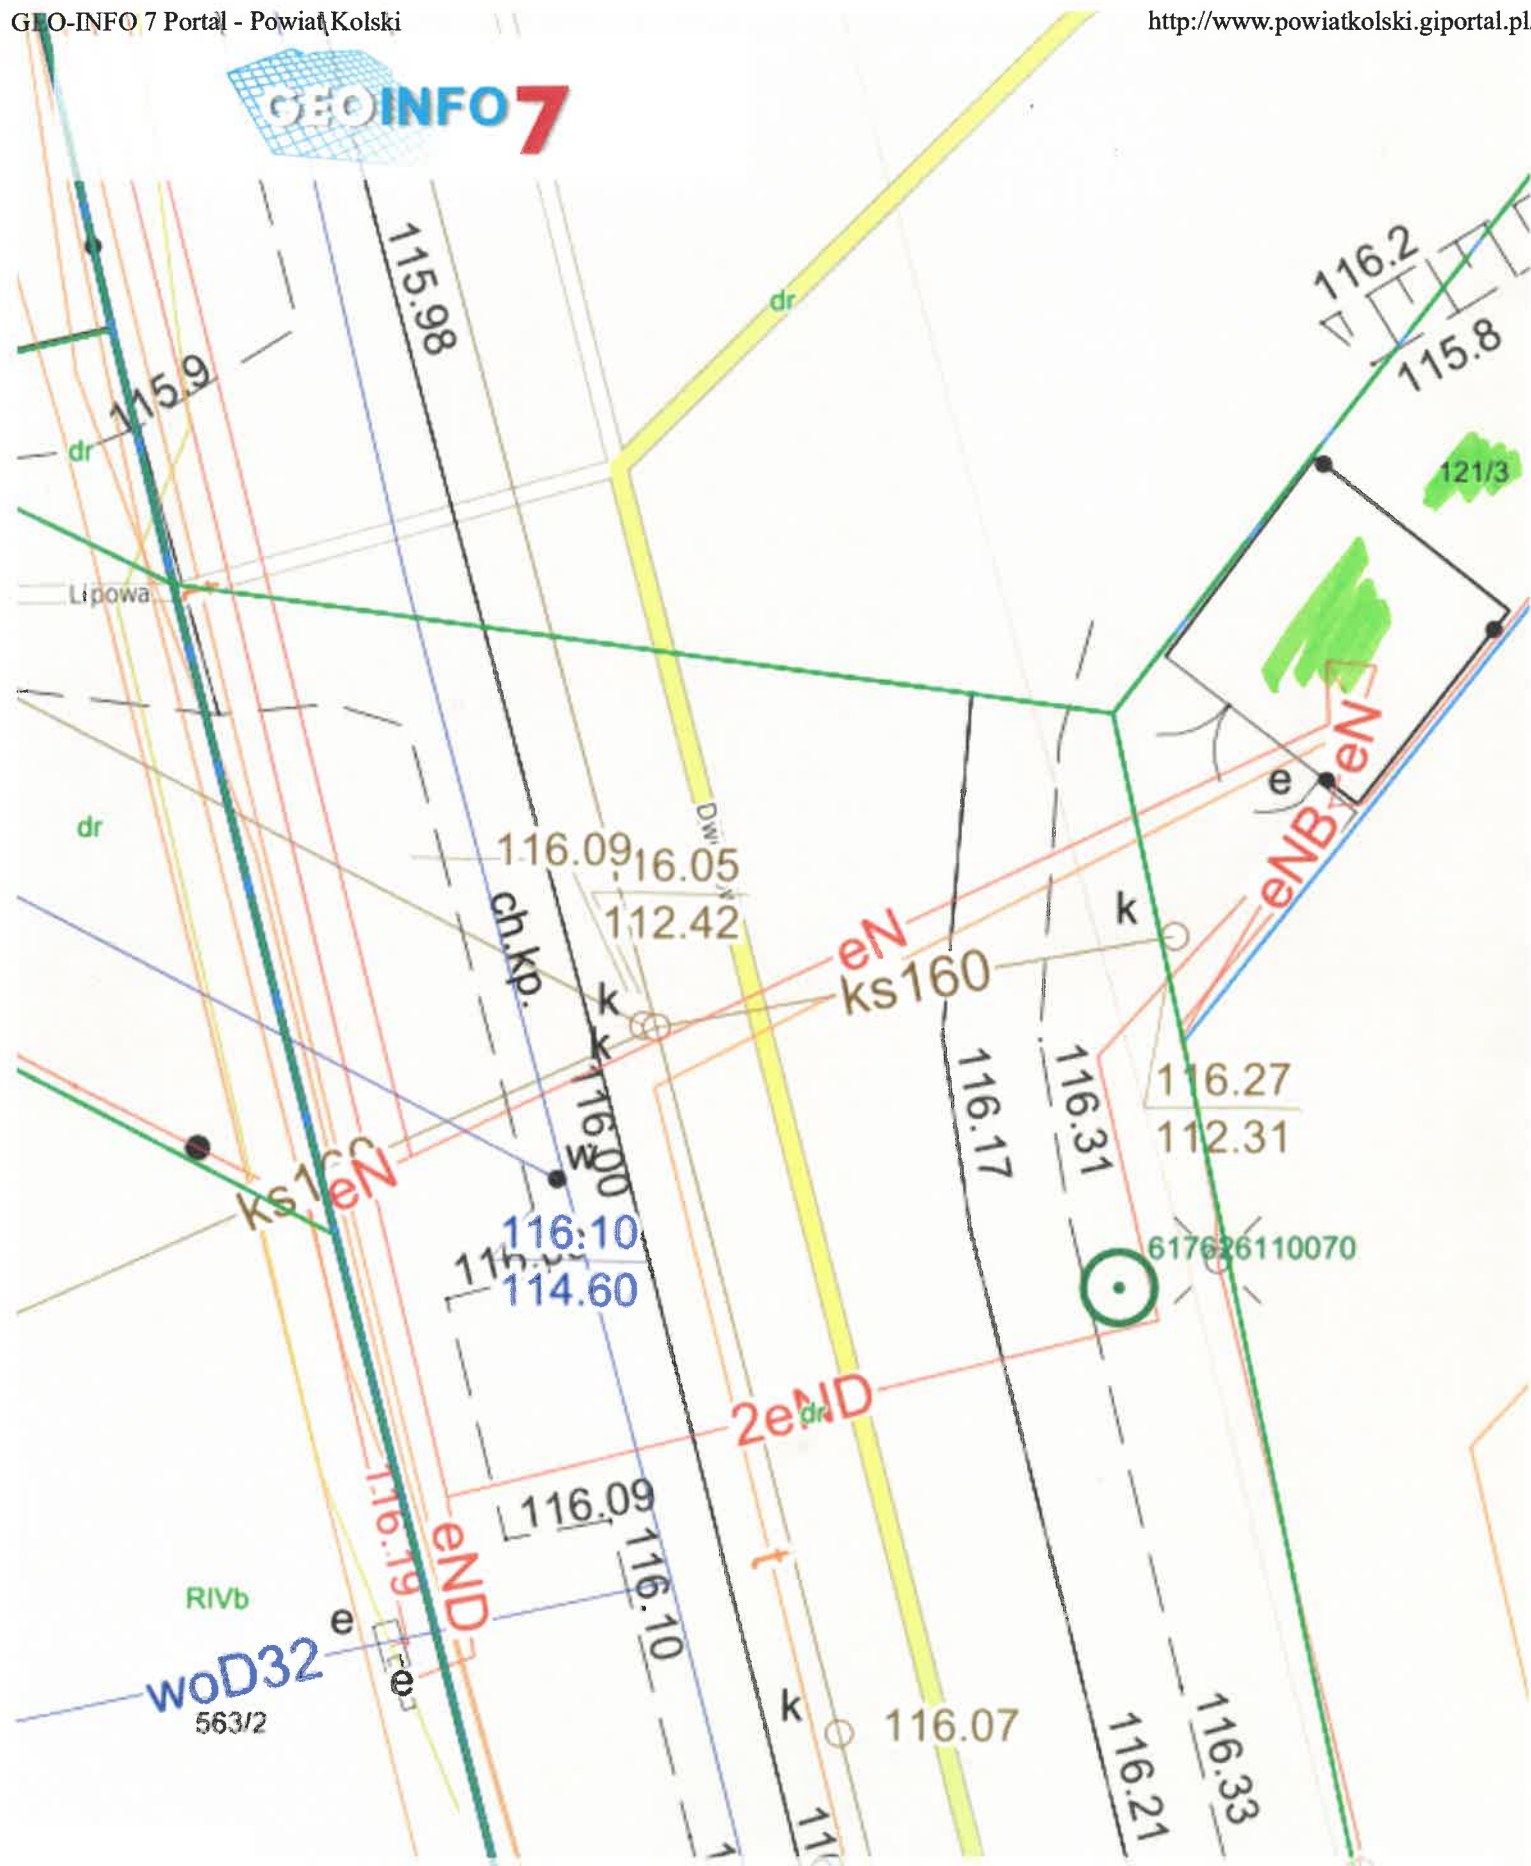 GEO-INFO 7 Portal - Powiat Kolski
http://www.powiatkolski.giportal.pl
GEOINFO7
115.98
dr
116.2
115.8
115.9
dr
121/3
Lipowa
dr
116.09
116.05
112.42
ch.kp.
eN
eN
e
eNB
k
ks160
k
k
116.27
112.31
116.17
116.31
116.00
w
eN
116.10
114.60
617626110070
2eND
dr
116.09
116.19
eND
116.10
t
RIVb
e
e
woD32
563/2
k
116.07
116.21
116.33